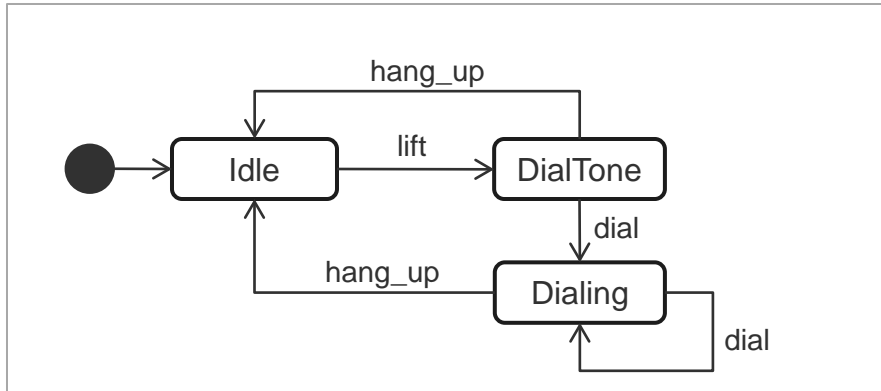 hang_up
Idle
lift
DialTone
dial
hang_up
Dialing
dial